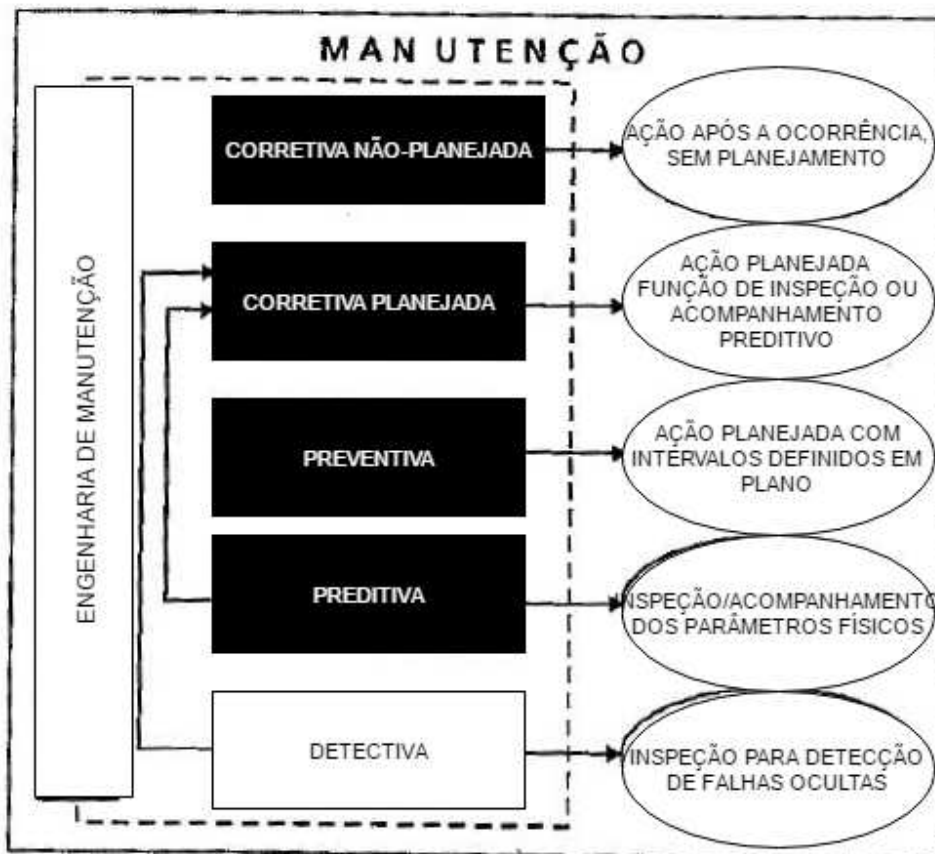 MANUTENÇÃO
ENGENHARIA DE MANUTENÇÃO
CORRETIVA NÃO-PLANEJADA
AÇÃO APÓS A OCORRÊNCIA,
SEM PLANEJAMENTO
CORRETIVA PLANEJADA
AÇÃO PLANEJADA
FUNÇÃO DE INSPEÇÃO OU
ACOMPANHAMENTO
PREDITIVO
PREVENTIVA
AÇÃO PLANEJADA COM
INTERVALOS DEFINIDOS EM
PLANO
PREDITIVA
INSPEÇÃO/ACOMPANHAMENTO
DOS PARÂMETROS FÍSICOS
DETECTIVA
INSPEÇÃO PARA DETECÇÃO
DE FALHAS OCULTAS